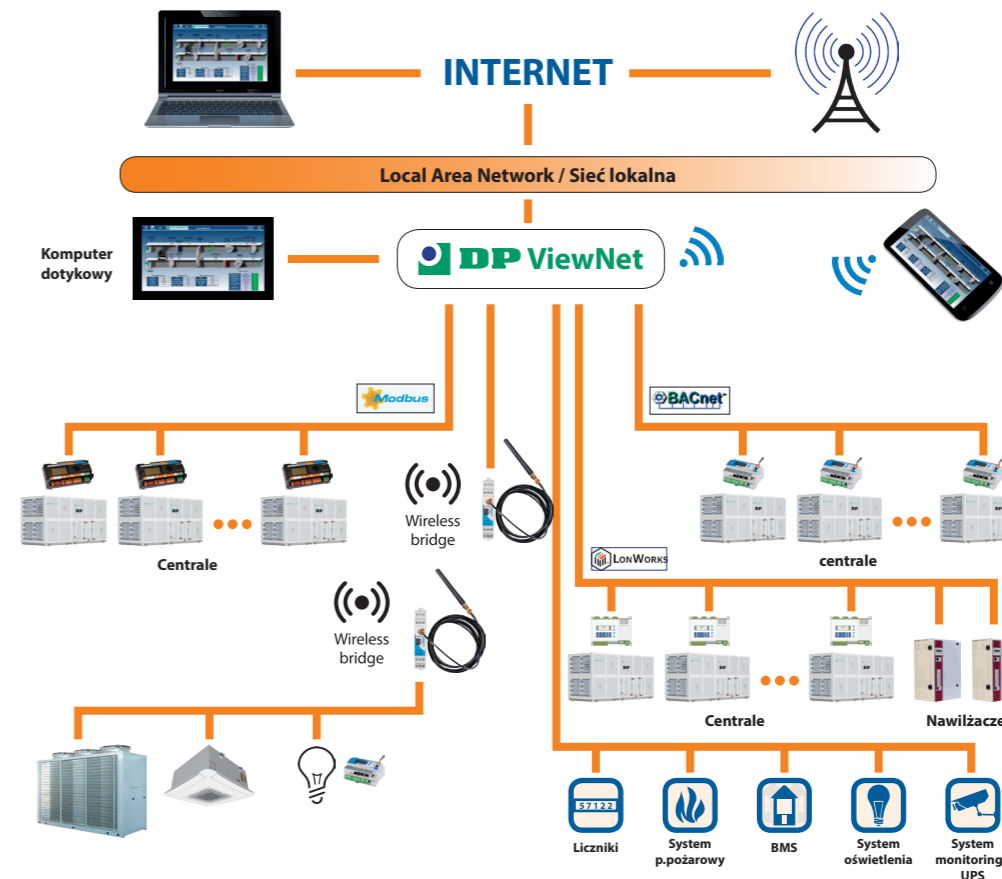 INTERNET
Local Area Network / Sieć lokalna
Komputer
dotykowy
DP ViewNet
Modbus
BACnet
Wireless
bridge
Centrale
centrale
LONWORKS
Wireless
bridge
Centrale
Nawilżacze
57122
Liczniki
System
p.pożarowy
BMS
System
oświetlenia
System
monitoringu
UPS